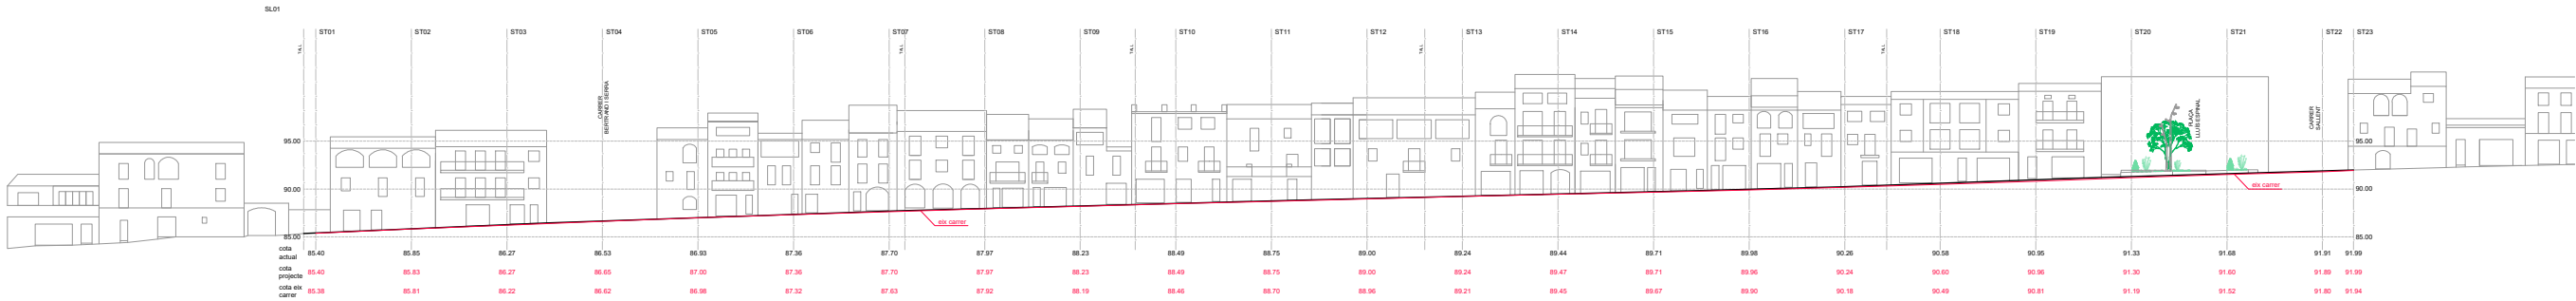 SL01
ST01 ST02 ST03 ST04 ST05 ST06 ST07 ST08 ST09 ST10 ST11 ST12 ST13 ST14 ST15 ST16 ST17 ST18 ST19 ST20 ST21 ST22 ST23
CARRER
BERTRAND I SERRA
PLAÇA
LLUÍS ESPINAL
CARRER
SALLENT
95.00 95.00
90.00 90.00
eix carrer
eix carrer
85.00 85.00
cota actual 85.40 85.85 86.27 86.53 86.93 87.36 87.70 87.97 88.23 88.49 88.75 89.00 89.24 89.44 89.71 89.98 90.26 90.58 90.95 91.33 91.68 91.91 91.99
cota projecte 85.40 85.83 86.27 86.65 87.00 87.36 87.70 87.97 88.23 88.49 88.75 89.00 89.24 89.47 89.71 89.96 90.24 90.60 90.96 91.30 91.60 91.89 91.99
cota eix carrer 85.38 85.81 86.22 86.62 86.98 87.32 87.63 87.92 88.19 88.46 88.70 88.96 89.21 89.45 89.67 89.90 90.18 90.49 90.81 91.19 91.52 91.80 91.94